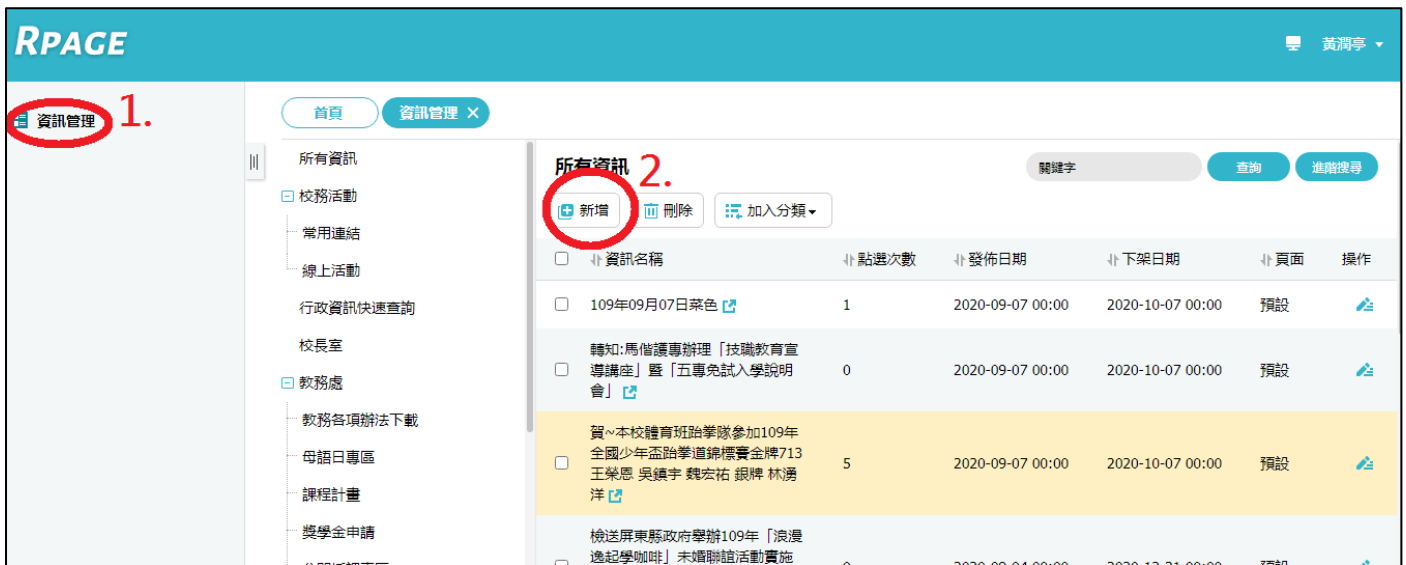 RPAGE
黃潤亭
資訊管理
1.
首頁
資訊管理 X
所有資訊
校務活動
常用連結
線上活動
行政資訊快速查詢
校長室
教務處
教務各項辦法下載
母語日專區
課程計畫
獎學金申請
所有資訊
2.
關鍵字
查詢
進階搜尋
新增
刪除
加入分類
資訊名稱 點選次數 發佈日期 下架日期 頁面 操作
109年09月07日菜色 1 2020-09-07 00:00 2020-10-07 00:00 預設
轉知:馬偕護專辦理「技職教育宣
導講座」暨「五專免試入學說明 0 2020-09-07 00:00 2020-10-07 00:00 預設
會」
賀~本校體育班跆拳隊參加109年
全國少年盃跆拳道錦標賽金牌713
王榮恩 吳鎮宇 魏宏祐 銀牌 林湧 5 2020-09-07 00:00 2020-10-07 00:00 預設
洋
檢送屏東縣政府舉辦109年「浪漫
逸起學咖啡」未婚聯誼活動實施